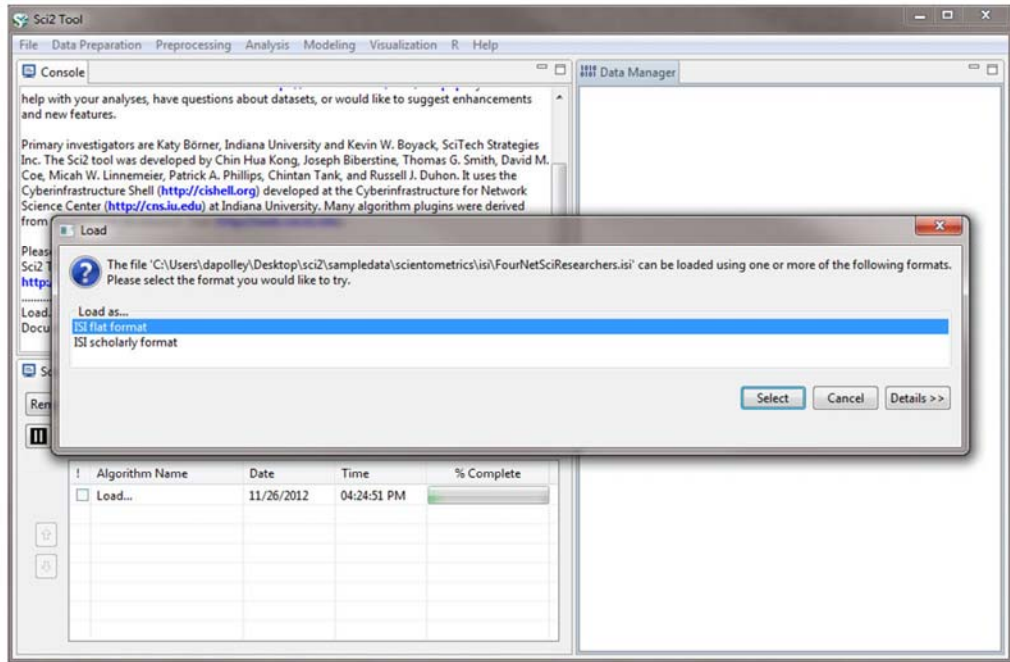 Sci2 Tool
File Data Preparation Preprocessing Analysis Modeling Visualization R Help
Console
help with your analyses, have questions about datasets, or would like to suggest enhancements
and new features.
Primary investigators are Katy Börner, Indiana University and Kevin W. Boyack, SciTech Strategies
Inc. The Sci2 tool was developed by Chin Hua Kong, Joseph Biberstine, Thomas G. Smith, David M.
Coe, Micah W. Linnemeier, Patrick A. Phillips, Chintan Tank, and Russell J. Duhon. It uses the
Cyberinfrastructure Shell (http://cishell.org) developed at the Cyberinfrastructure for Network
Science Center (http://cns.iu.edu) at Indiana University. Many algorithm plugins were derived
from
Pleas
Sci2 T
http:
..........
Load.
Docu
Data Manager
Load
The file 'C:\Users\dapolley\Desktop\sci2\sampledata\scientometrics\isi\FourNetSciResearchers.isi' can be loaded using one or more of the following formats.
Please select the format you would like to try.
Load as...
ISI flat format
ISI scholarly format
Select Cancel Details >>
Sc
Rem
! Algorithm Name Date Time % Complete
Load... 11/26/2012 04:24:51 PM